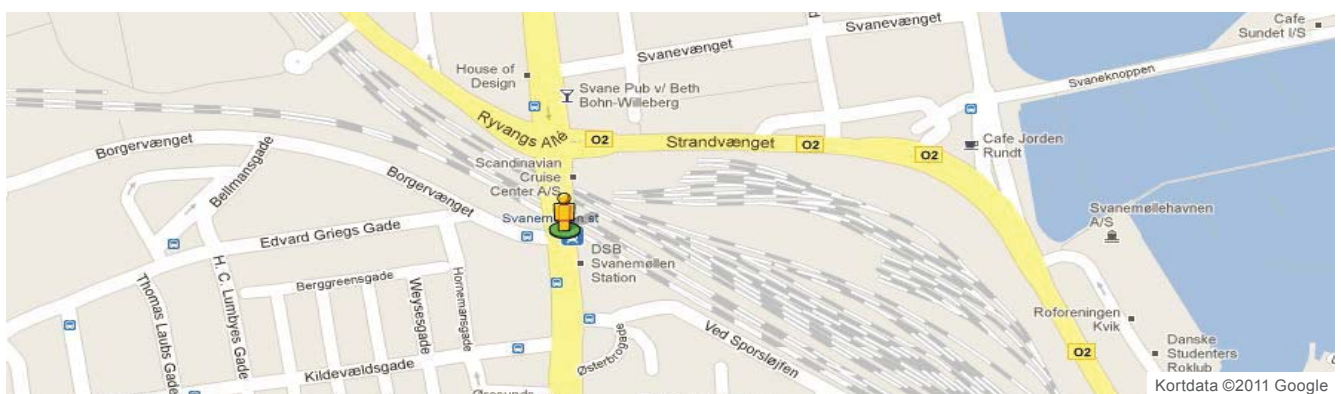 Cafe
Sundet I/S
Svanevænget
Svanevænget
House of
Design
Svaneknoppen
Svane Pub v/ Beth
Bohn-Willeberg
Ryvangs Allé
O2
Strandvænget
O2
O2
Cafe Jorden
Rundt
Borgervænget
Bellmansgade
Scandinavian
Cruise
Center A/S
Borgervænget
Svanemøllehavnen
A/S
Edvard Griegs Gade
DSB
Svanemøllen
Station
Thomas Laubs Gade
H. C. Lumbyes Gade
Berggreensgade
Weysesgade
Hornemansgade
Ved Sporsløjfen
Østerbrogade
Roforeningen
Kvik
O2
Danske
Studenters
Roklub
Kildevældsgade
Kortdata ©2011 Google